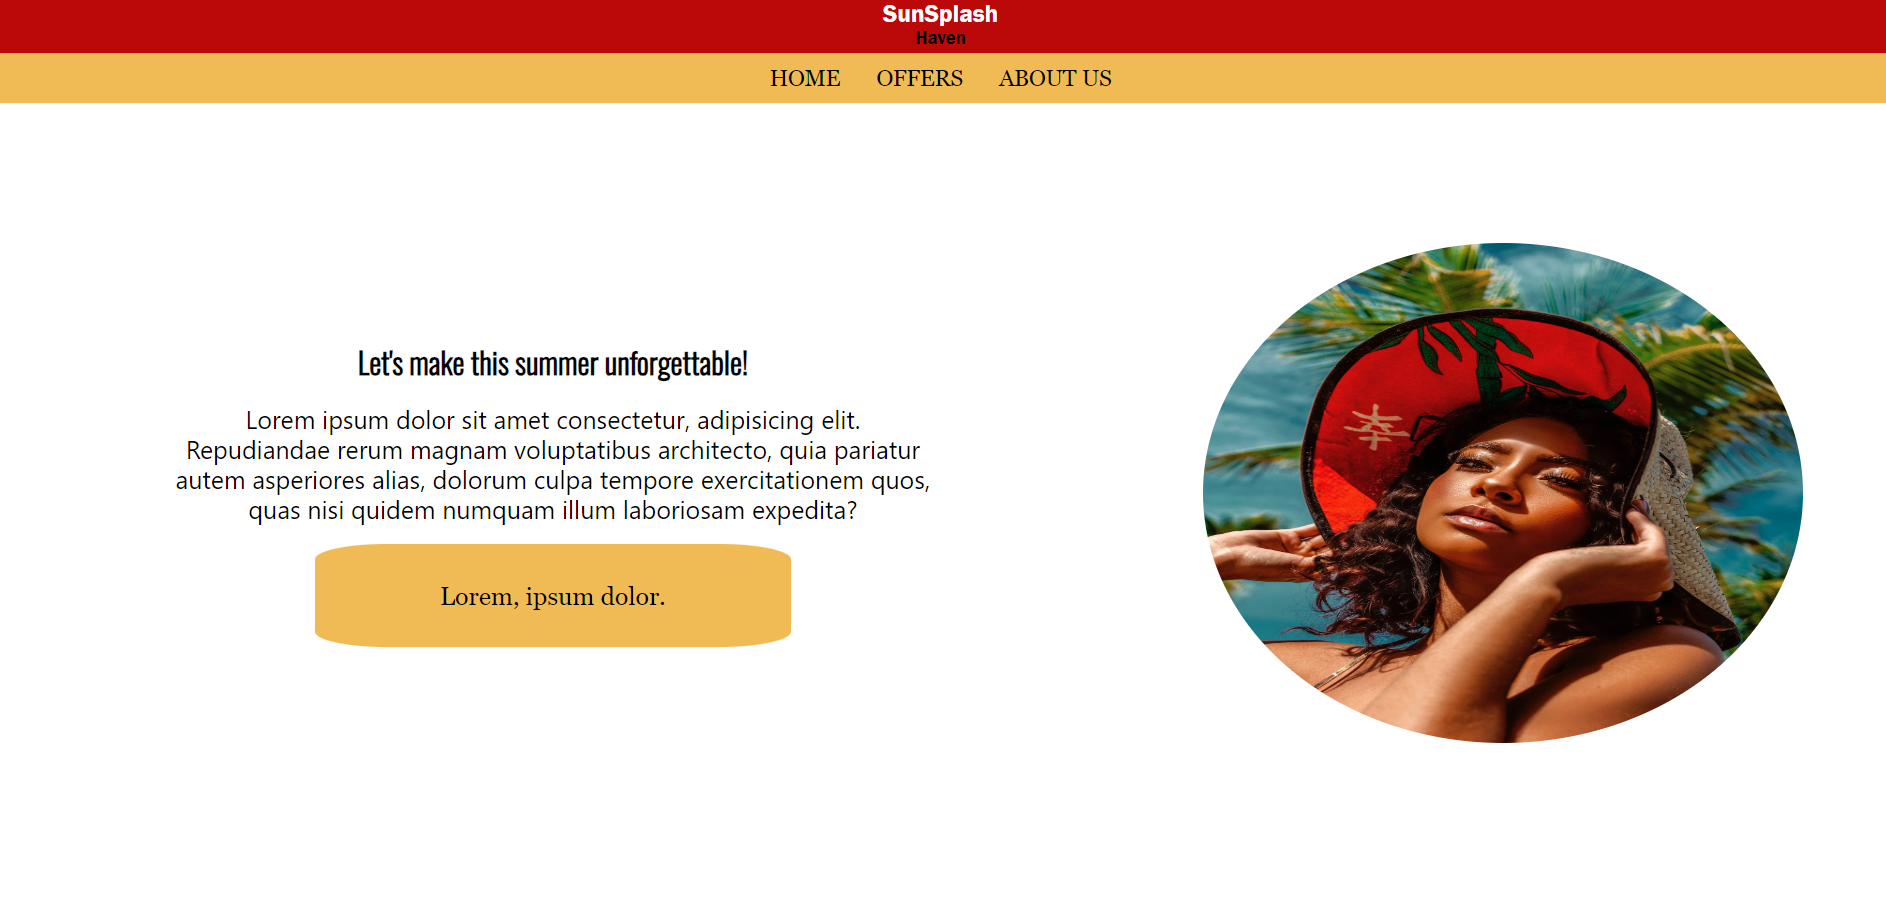 SunSplash
Haven
HOME OFFERS ABOUT US
Let's make this summer unforgettable!
Lorem ipsum dolor sit amet consectetur, adipisicing elit.
Repudiandae rerum magnam voluptatibus architecto, quia pariatur
autem asperiores alias, dolorum culpa tempore exercitationem quos,
quas nisi quidem numquam illum laboriosam expedita?
Lorem, ipsum dolor.